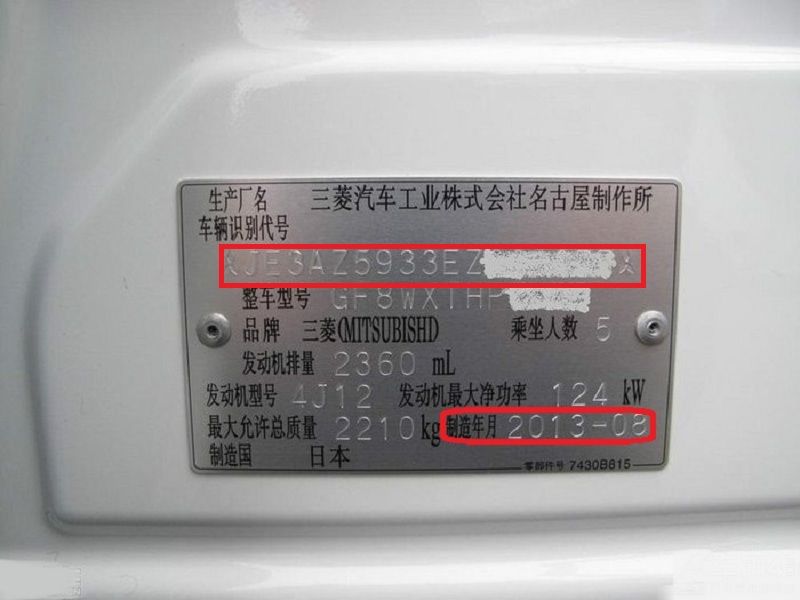 生产厂名 三菱汽车工业株式会社名古屋制作所
车辆识别代号
JE3AZ5933EZ
整车型号 GF8WXTHP
品牌 三菱(MITSUBISHI) 乘坐人数 5
发动机排量 2360 mL
发动机型号 4J12 发动机最大净功率 124 kW
最大允许总质量 2210 kg 制造年月 2013-08
制造国 日本
零部件号 7430B615